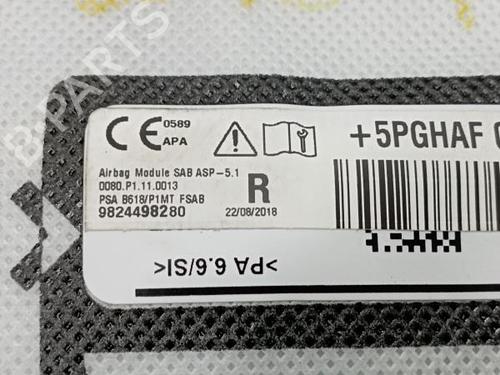 B-PARTS
CE 0589
APA
+5PGHAF
Airbag Module SAB ASP-5.1
0080.P1.11.0013
PSA B618/P1MT FSAB
9824498280
R
22/08/2018
>PA 6.6/SI<